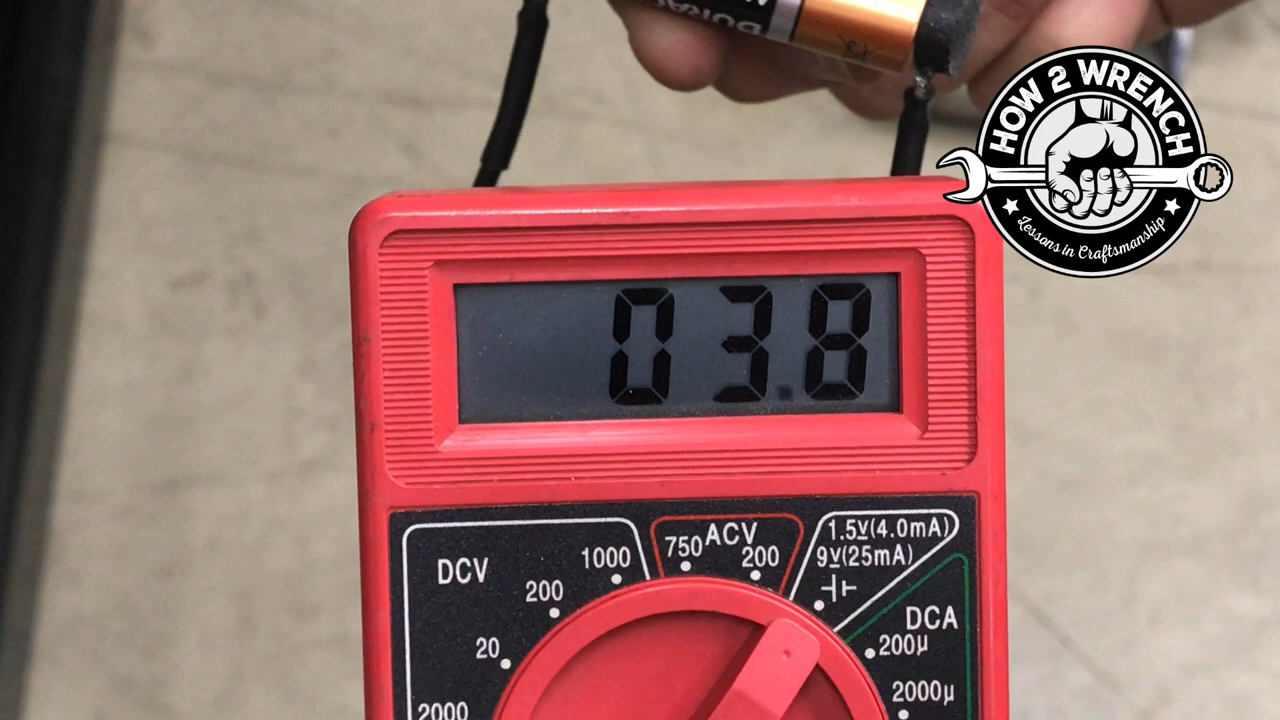 DURAC
HOW 2 WRENCH
Lessons in Craftsmanship
03.8
DCV
1000
200
20
2000
ACV
750
200
1.5V(4.0mA)
9V(25mA)
DCA
200µ
2000µ